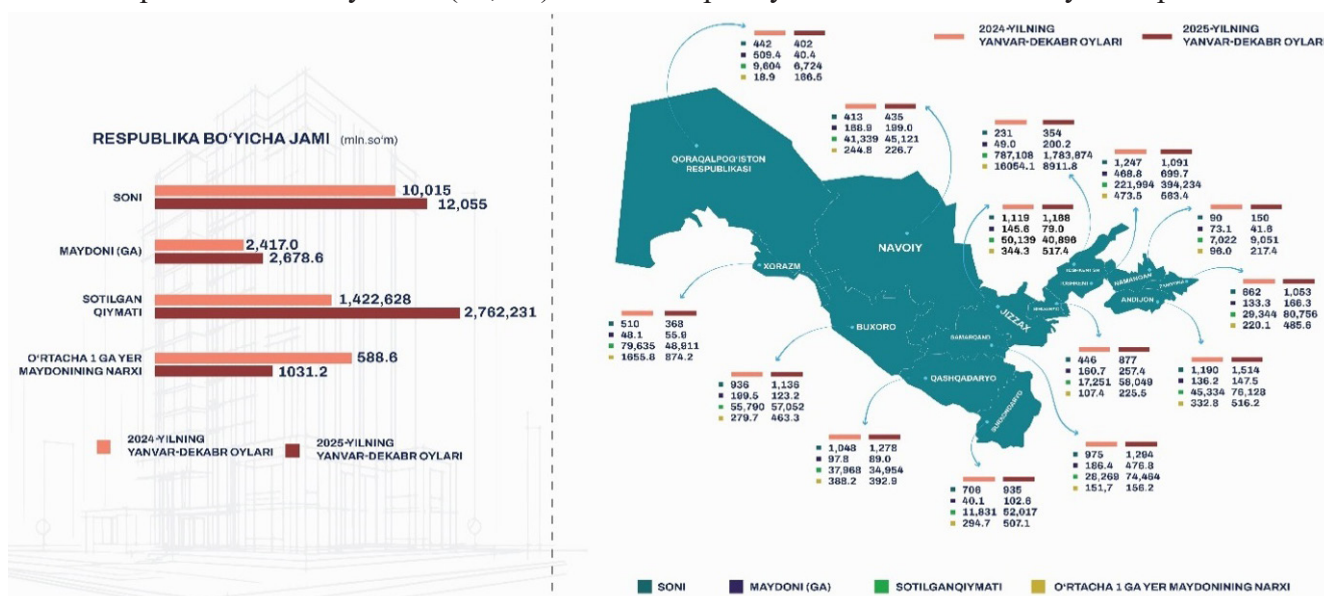 RESPUBLIKA BO‘YICHA JAMI (mln.so‘m)
SONI
10,015
12,055
MAYDONI (GA)
2,417.0
2,678.6
SOTILGAN
QIYMATI
1,422,628
2,762,231
O‘RTACHA 1 GA YER
MAYDONINING NARXI
588.6
1031.2
2024-YILNING
YANVAR-DEKABR OYLARI
2025-YILNING
YANVAR-DEKABR OYLARI
2024-YILNING
YANVAR-DEKABR OYLARI
2025-YILNING
YANVAR-DEKABR OYLARI
442 402
509.4 40.4
9,604 6,724
18.9 166.5
413 435
168.9 199.0
41,339 45,121
244.8 226.7
231 354
49.0 200.2
787,108 1,783,874
16054.1 8911.8
1,247 1,091
468.8 699.7
221,994 394,234
473.5 563.4
1,119 1,188
145.6 79.0
50,139 40,896
344.3 517.4
90 150
73.1 41.6
7,022 9,051
96.0 217.4
662 1,053
133.3 166.3
29,344 80,756
220.1 485.6
510 368
48.1 55.9
79,635 48,811
1655.8 874.2
936 1,136
199.5 123.2
55,790 57,052
279.7 463.3
446 877
160.7 257.4
17,251 58,049
107.4 225.5
1,190 1,514
136.2 147.5
45,334 76,128
332.8 516.2
1,048 1,278
97.8 89.0
37,968 34,954
388.2 392.9
706 935
40.1 102.6
11,831 52,017
294.7 507.1
975 1,294
186.4 476.8
28,269 74,464
151,7 156.2
QORAQALPOG‘ISTON
RESPUBLIKASI
NAVOIY
XORAZM
BUXORO
JIZZAX
SAMARQAND
QASHQADARYO
SURXONDARYO
NAMANGAN
ANDIJON
SONI
MAYDONI (GA)
SOTILGANQIYMATI
O‘RTACHA 1 GA YER MAYDONINING NARXI